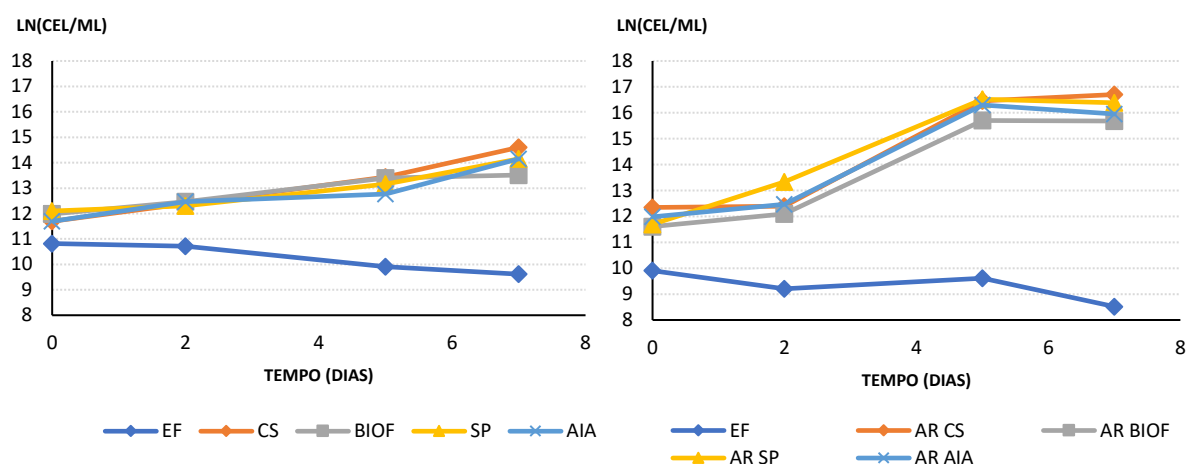 LN(CEL/ML)
18
17
16
15
14
13
12
11
10
9
8
0 2 4 6 8
TEMPO (DIAS)
EF CS BIOF SP AIA
LN(CEL/ML)
18
17
16
15
14
13
12
11
10
9
8
0 2 4 6 8
TEMPO (DIAS)
EF AR CS AR BIOF
AR SP AR AIA